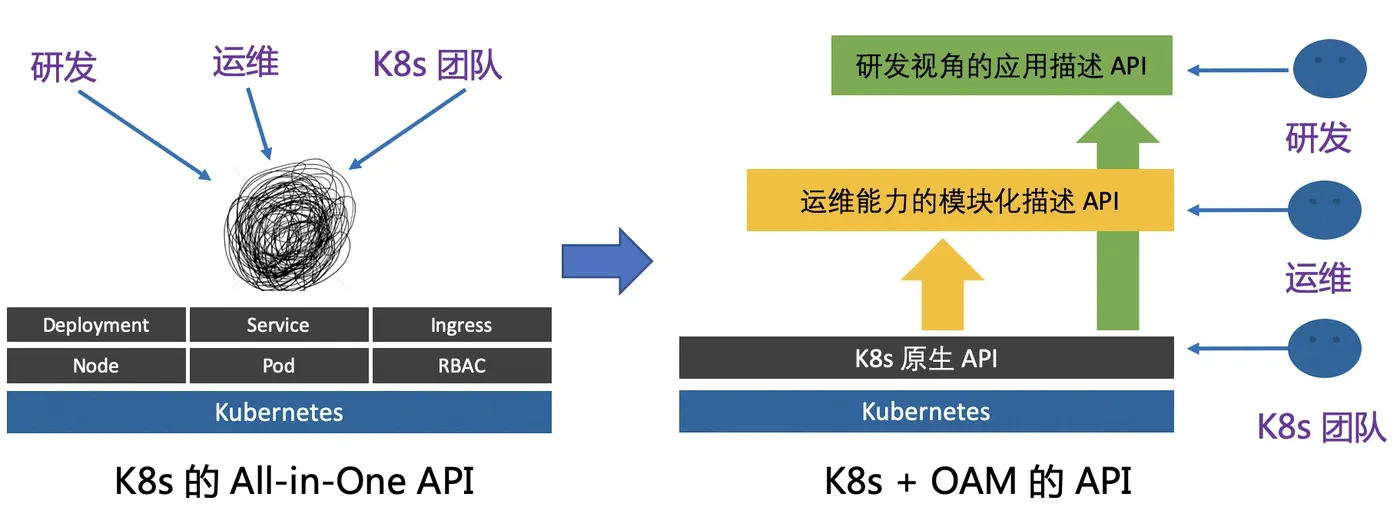 研发
运维
K8s 团队
Deployment
Service
Ingress
Node
Pod
RBAC
Kubernetes
K8s 的 All-in-One API
研发视角的应用描述 API
研发
运维能力的模块化描述 API
运维
K8s 原生 API
Kubernetes
K8s 团队
K8s + OAM 的 API